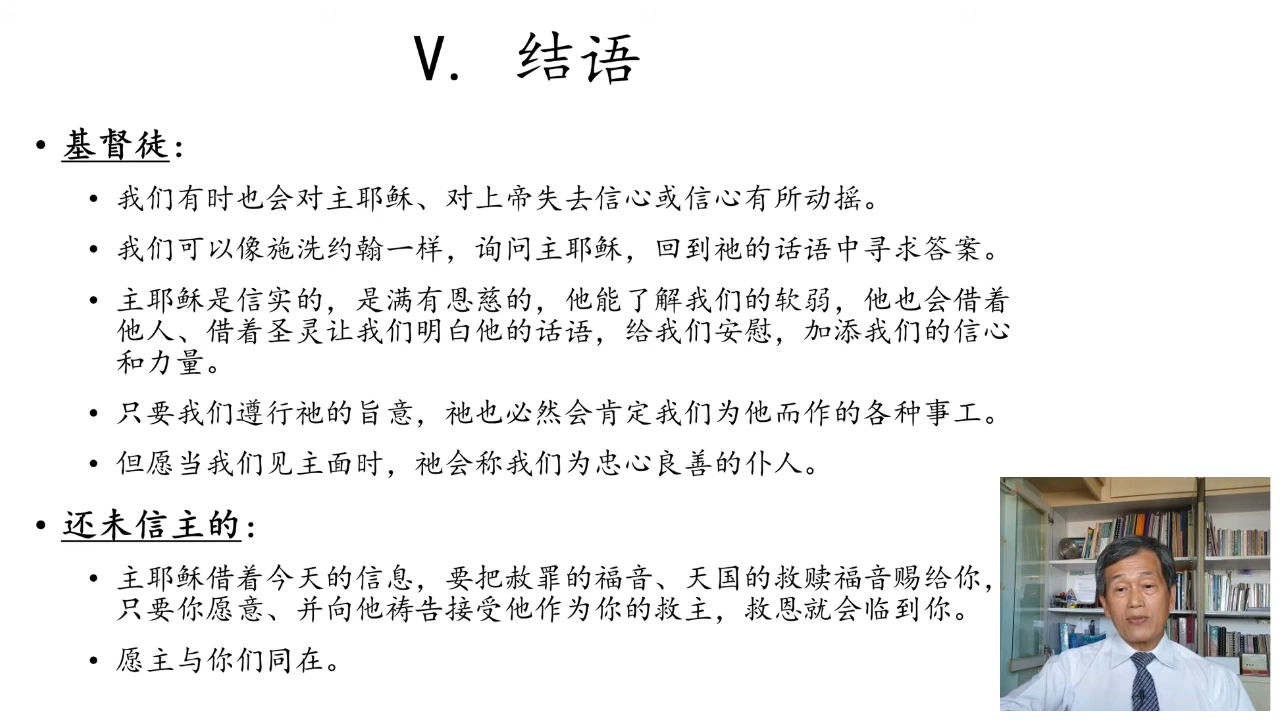 V. 结语
• 基督徒：
• 我们有时也会对主耶稣、对上帝失去信心或信心有所动摇。
• 我们可以像施洗约翰一样，询问主耶稣，回到祂的话语中寻求答案。
• 主耶稣是信实的，是满有恩慈的，他能了解我们的软弱，他也会借着
他人、借着圣灵让我们明白他的话语，给我们安慰，加添我们的信心
和力量。
• 只要我们遵行祂的旨意，祂也必然会肯定我们为他而作的各种事工。
• 但愿当我们见主面时，祂会称我们为忠心良善的仆人。
• 还未信主的：
• 主耶稣借着今天的信息，要把赦罪的福音、天国的救赎福音赐给你，
只要你愿意、并向他祷告接受他作为你的救主，救恩就会临到你。
• 愿主与你们同在。